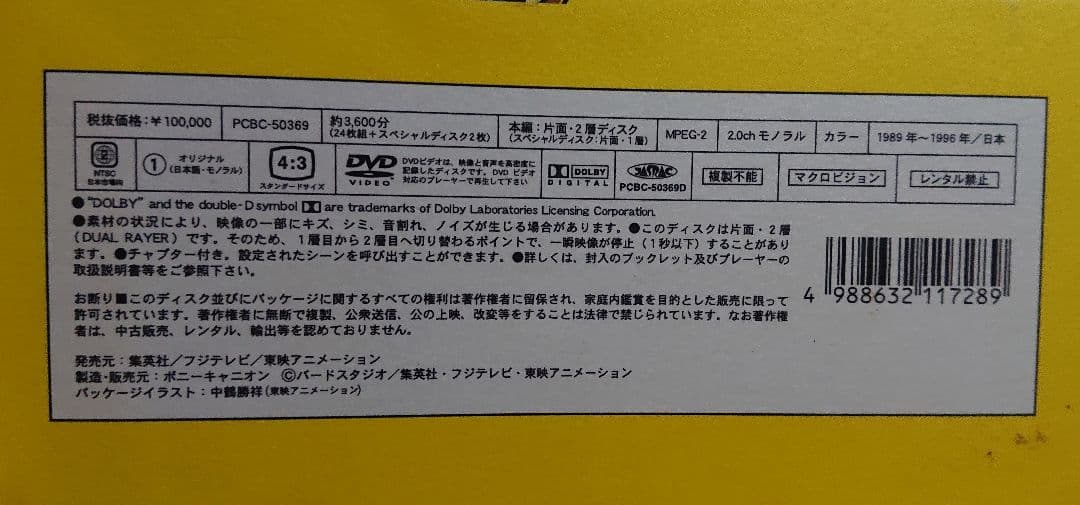 税抜価格:¥100,000 PCBC-50369 約3,600分 本編:片面・2層ディスク MPEG-2 2.0chモノラル カラー 1989年〜1996年/日本
(24枚組+スペシャルディスク2枚) (スペシャルディスク:片面・1層)
2 NTSC 日本市場向 1 オリジナル (日本語・モノラル) 4:3 スタンダードサイズ DVD VIDEO DVDビデオは、映像と音声を高密度に DOLBY DIGITAL JASRAC PCBC-50369D 複製不能 マクロビジョン レンタル禁止
記録したディスクです。DVD ビデオ
対応のプレーヤーで再生して下さい
●"DOLBY" and the double-D symbol are trademarks of Dolby Laboratories Licensing Corporation.
●素材の状況により、映像の一部にキズ、シミ、音割れ、ノイズが生じる場合があります。●このディスクは片面・2層
(DUAL RAYER)です。そのため、1層目から2層目へ切り替わるポイントで、一瞬映像が停止(1秒以下)することがあり
ます。●チャプター付き。設定されたシーンを呼び出すことができます。●詳しくは、封入のブックレット及びプレーヤーの
取扱説明書等をご参照下さい。
お断り■このディスク並びにパッケージに関するすべての権利は著作権者に留保され、家庭内鑑賞を目的とした販売に限って
許可されています。著作権者に無断で複製、公衆送信、公の上映、改変等をすることは法律で禁じられています。なお著作権
者は、中古販売、レンタル、輸出等を認めておりません。
発売元:集英社/フジテレビ/東映アニメーション
製造・販売元:ポニーキャニオン Ⓒバードスタジオ/集英社・フジテレビ・東映アニメーション
パッケージイラスト:中鶴勝祥(東映アニメーション)
4 988632 117289